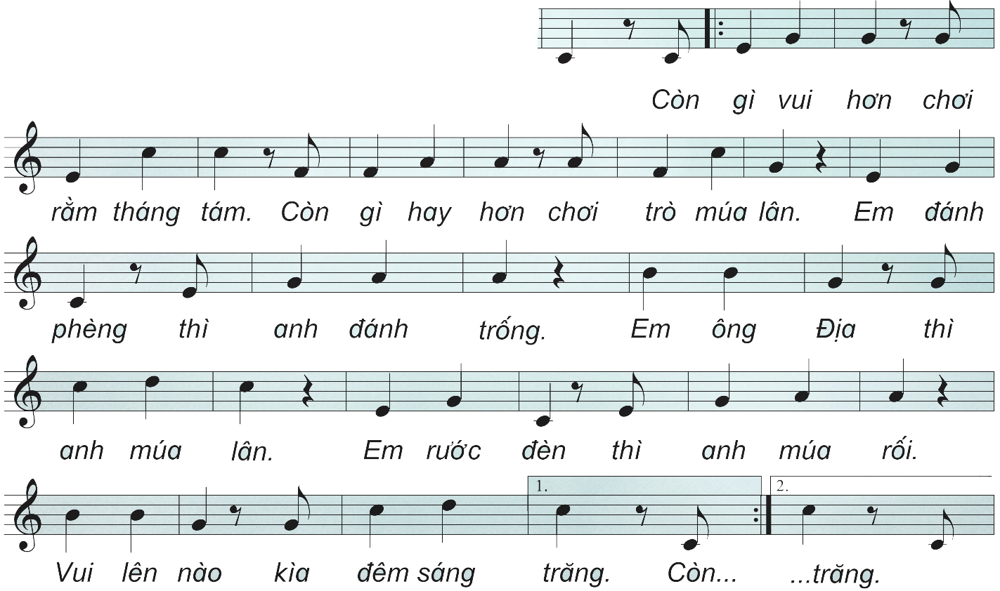 Còn gì vui hơn chơi
rằm tháng tám. Còn gì hay hơn chơi trò múa lân. Em đánh
phèng thì anh đánh trống. Em ông Địa thì
anh múa lân. Em rước đèn thì anh múa rối.
1. 2.
Vui lên nào kìa đêm sáng trăng. Còn... ...trăng.